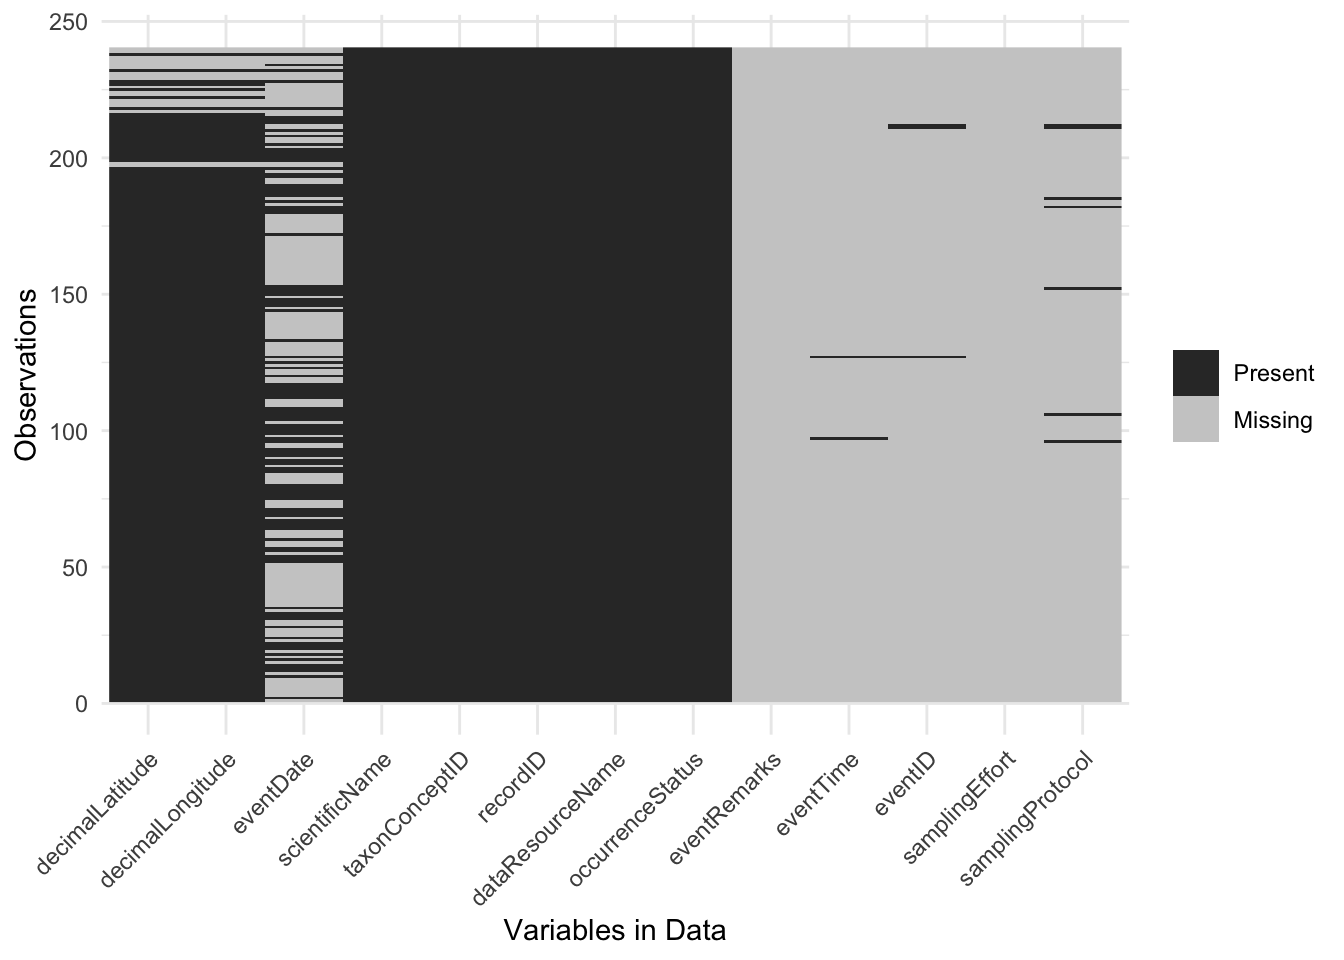 250
200
150
100
50
0
Observations
Present
Missing
decimalLatitude
decimalLongitude
eventDate
scientificName
taxonConceptID
recordID
dataResourceName
occurrenceStatus
eventRemarks
eventTime
eventID
samplingEffort
samplingProtocol
Variables in Data